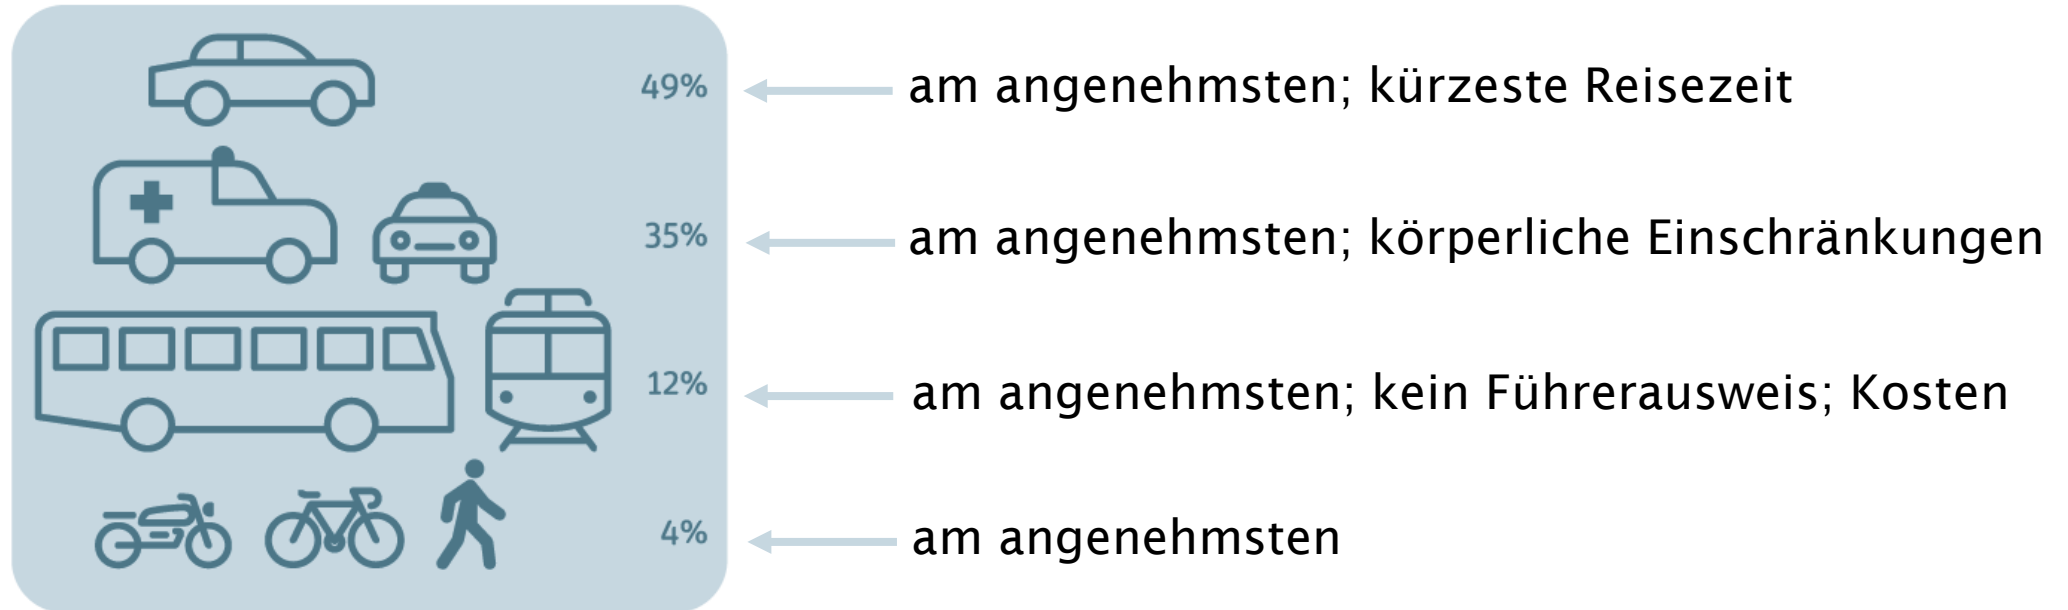 49% am angenehmsten; kürzeste Reisezeit
35% am angenehmsten; körperliche Einschränkungen
12% am angenehmsten; kein Führerausweis; Kosten
4% am angenehmsten